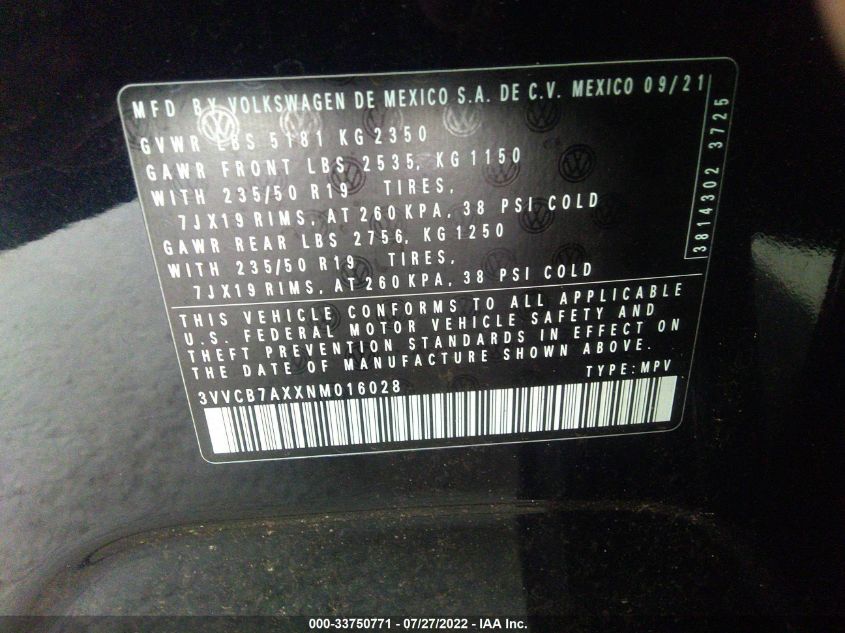 MFD BY VOLKSWAGEN DE MEXICO S.A. DE C.V. MEXICO 09/21
GVWR LBS 5181 KG 2350
GAWR FRONT LBS 2535, KG 1150
WITH 235/50 R19 TIRES,
7JX19 RIMS, AT 260 KPA, 38 PSI COLD
GAWR REAR LBS 2756, KG 1250
WITH 235/50 R19 TIRES,
7JX19 RIMS, AT 260 KPA, 38 PSI COLD
3814302 3725
THIS VEHICLE CONFORMS TO ALL APPLICABLE
U.S. FEDERAL MOTOR VEHICLE SAFETY AND
THEFT PREVENTION STANDARDS IN EFFECT ON
THE DATE OF MANUFACTURE SHOWN ABOVE.
TYPE: MPV
3VVCB7AXXNM016028
000-33750771 - 07/27/2022 - IAA Inc.